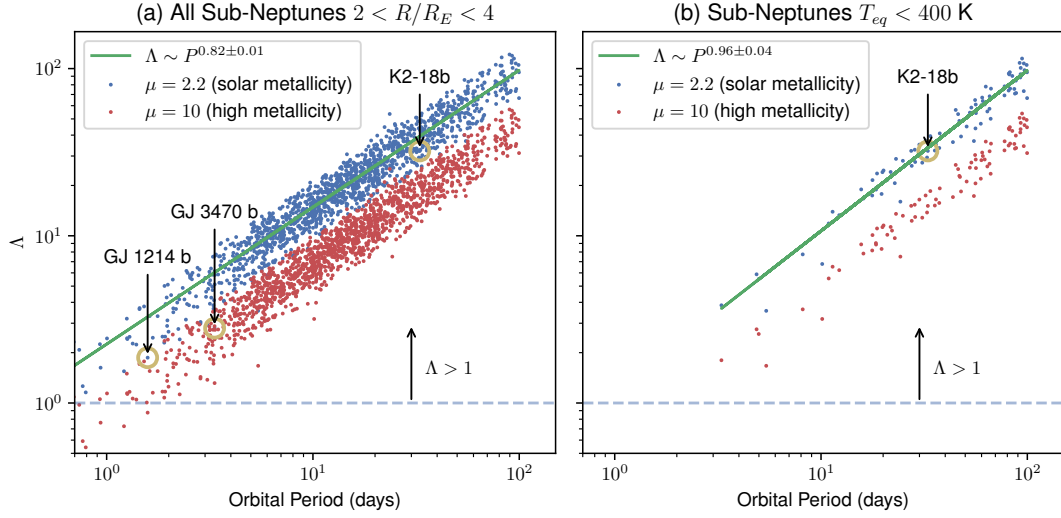 (a) All Sub-Neptunes 2 < R/R_E < 4
Λ ∼ P^{0.82±0.01}
μ = 2.2 (solar metallicity)
μ = 10 (high metallicity)
K2-18b
GJ 3470 b
GJ 1214 b
Λ > 1
10^2
10^1
10^0
Λ
10^0 10^1 10^2
Orbital Period (days)
(b) Sub-Neptunes T_{eq} < 400 K
Λ ∼ P^{0.96±0.04}
μ = 2.2 (solar metallicity)
μ = 10 (high metallicity)
K2-18b
Λ > 1
10^0 10^1 10^2
Orbital Period (days)